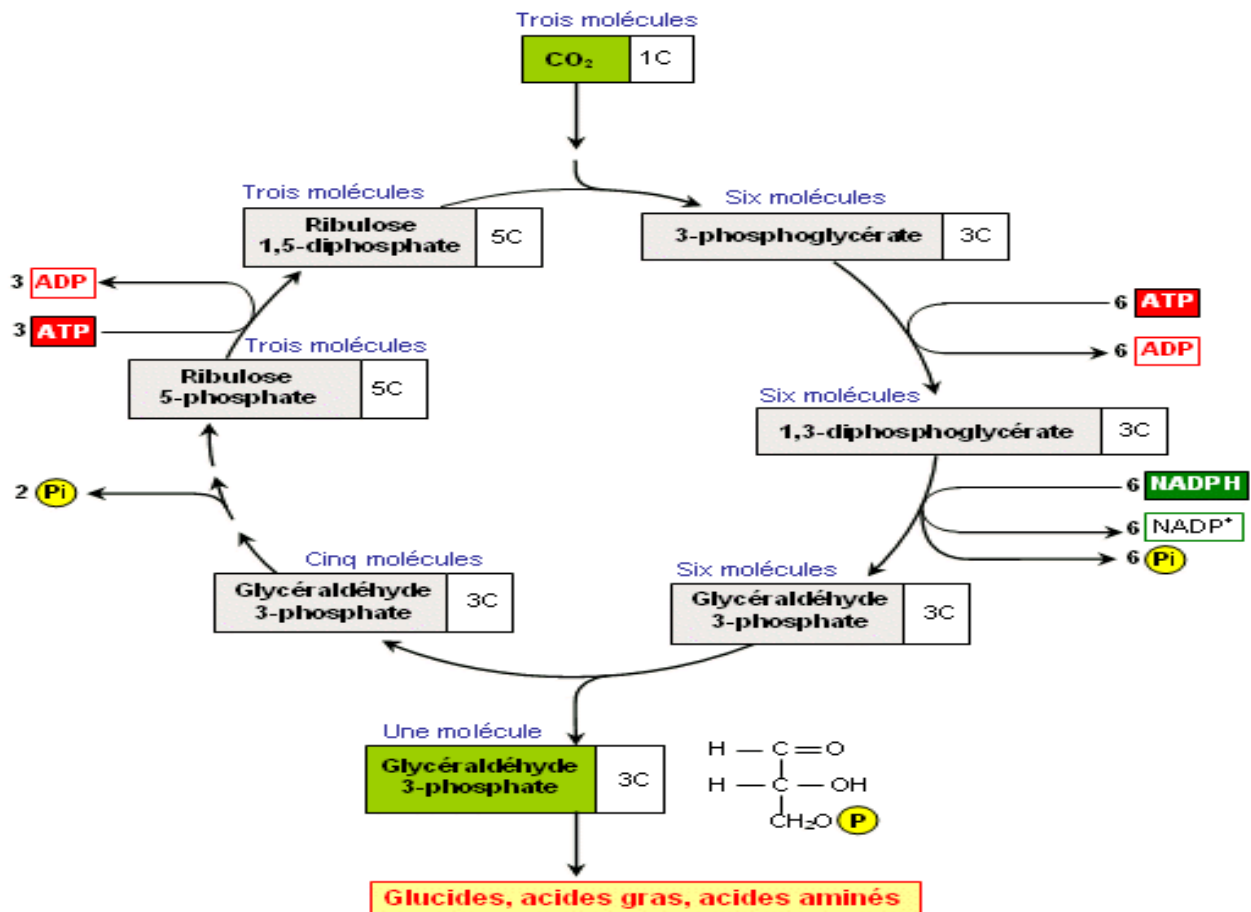 Trois molécules
CO₂ 1C
Trois molécules
Ribulose
1,5-diphosphate 5C
Six molécules
3-phosphoglycérate 3C
3 ADP
3 ATP
6 ATP
6 ADP
Trois molécules
Ribulose
5-phosphate 5C
Six molécules
1,3-diphosphoglycérate 3C
2 Pi
6 NADPH
6 NADP⁺
6 Pi
Cinq molécules
Glycéraldéhyde
3-phosphate 3C
Six molécules
Glycéraldéhyde
3-phosphate 3C
Une molécule
Glycéraldéhyde
3-phosphate 3C
H — C = O
H — C — OH
CH₂O P
Glucides, acides gras, acides aminés